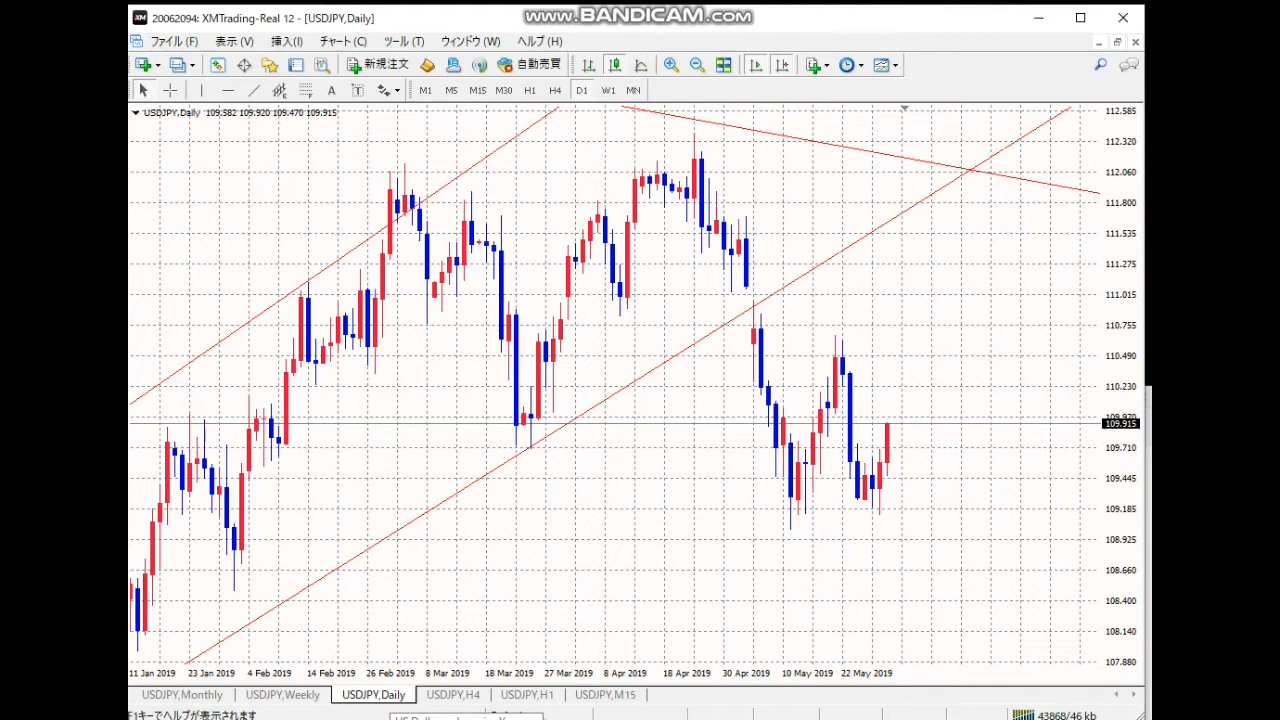 www.BANDICAM.com
20062094: XMTrading-Real 12 - [USDJPY,Daily]
ファイル (F) 表示 (V) 挿入(I) チャート (C) ツール (T) ウィンドウ (W) ヘルプ (H)
新規注文 自動売買
M1 M5 M15 M30 H1 H4 D1 W1 MN
USDJPY,Daily 109.582 109.920 109.470 109.915
112.585
112.320
112.060
111.800
111.535
111.275
111.015
110.755
110.490
110.230
109.970
109.915
109.710
109.445
109.185
108.925
108.660
108.400
108.140
107.880
11 Jan 2019 23 Jan 2019 4 Feb 2019 14 Feb 2019 26 Feb 2019 8 Mar 2019 18 Mar 2019 27 Mar 2019 8 Apr 2019 18 Apr 2019 30 Apr 2019 10 May 2019 22 May 2019
USDJPY,Monthly USDJPY,Weekly USDJPY,Daily USDJPY,H4 USDJPY,H1 USDJPY,M15
F1キーでヘルプが表示されます 43868/46 kb